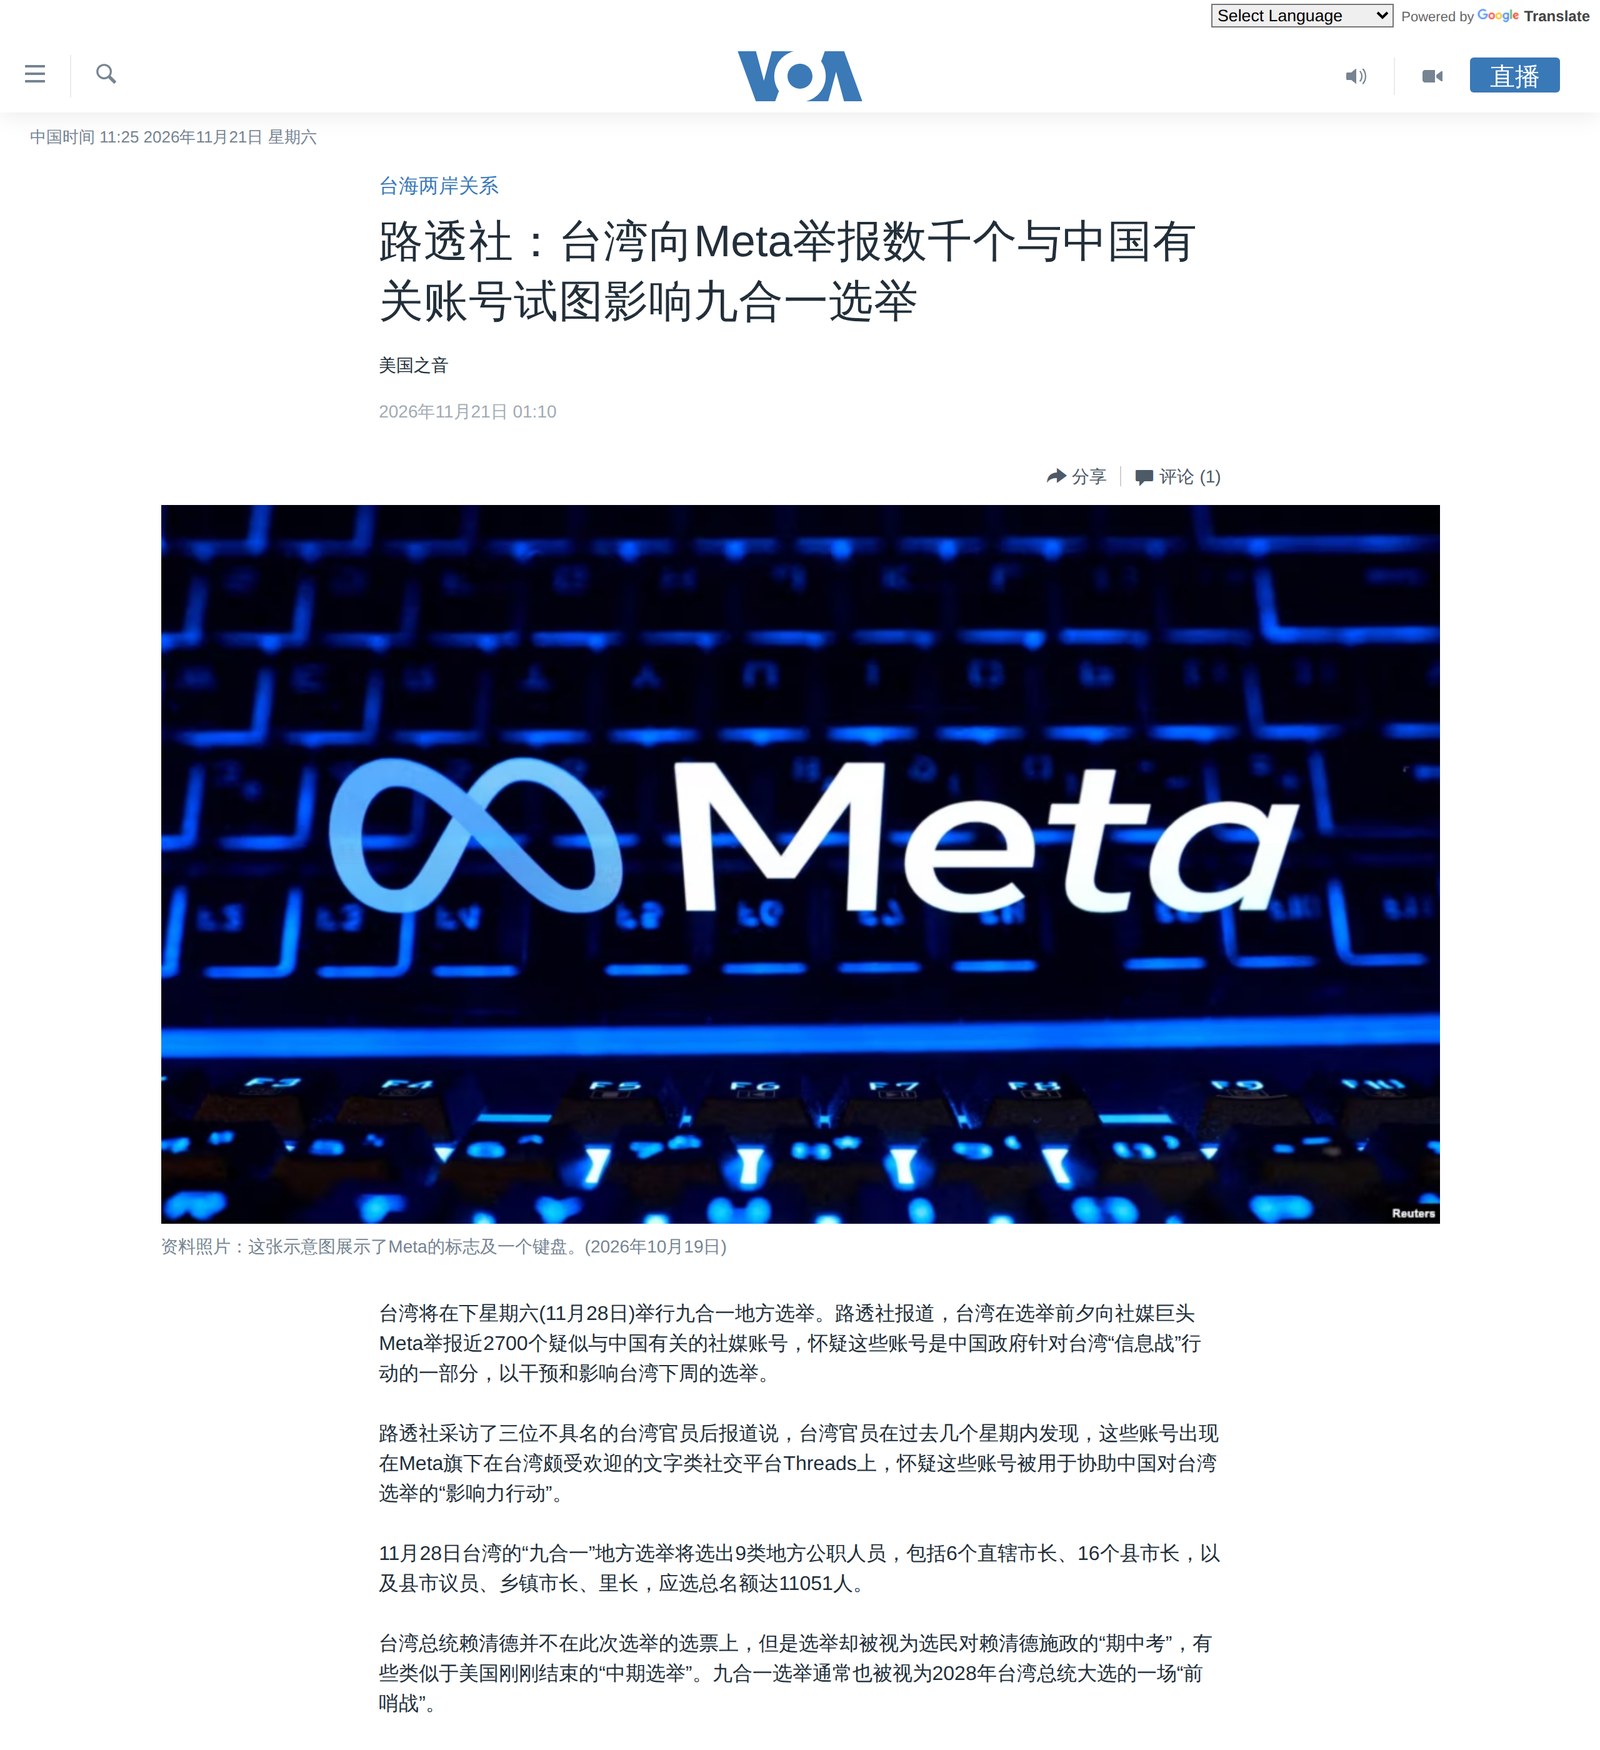 Select Language
Powered by Google Translate
VOA
直播
中国时间 11:25 2026年11月21日 星期六
台海两岸关系
路透社：台湾向Meta举报数千个与中国有
关账号试图影响九合一选举
美国之音
2026年11月21日 01:10
分享
评论 (1)
Meta
F3 F4 F5 F6 F7 F8 F9 F10
Reuters
资料照片：这张示意图展示了Meta的标志及一个键盘。(2026年10月19日)
台湾将在下星期六(11月28日)举行九合一地方选举。路透社报道，台湾在选举前夕向社媒巨头
Meta举报近2700个疑似与中国有关的社媒账号，怀疑这些账号是中国政府针对台湾“信息战”行
动的一部分，以干预和影响台湾下周的选举。
路透社采访了三位不具名的台湾官员后报道说，台湾官员在过去几个星期内发现，这些账号出现
在Meta旗下在台湾颇受欢迎的文字类社交平台Threads上，怀疑这些账号被用于协助中国对台湾
选举的“影响力行动”。
11月28日台湾的“九合一”地方选举将选出9类地方公职人员，包括6个直辖市长、16个县市长，以
及县市议员、乡镇市长、里长，应选总名额达11051人。
台湾总统赖清德并不在此次选举的选票上，但是选举却被视为选民对赖清德施政的“期中考”，有
些类似于美国刚刚结束的“中期选举”。九合一选举通常也被视为2028年台湾总统大选的一场“前
哨战”。